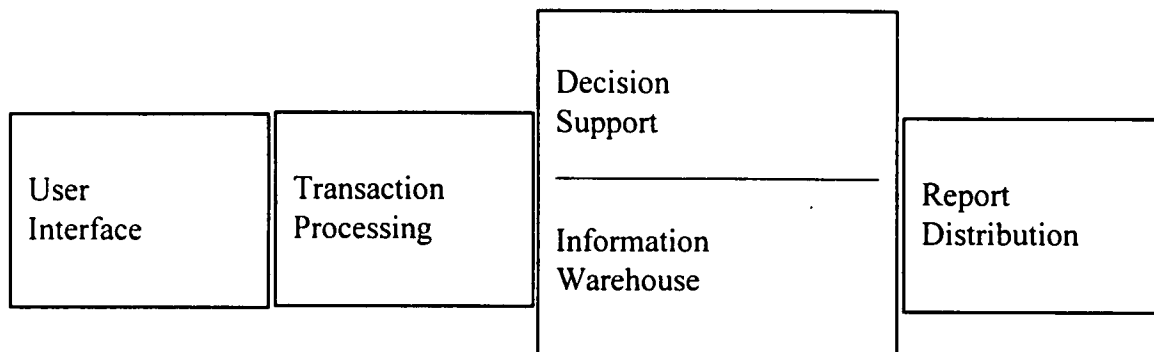 User
Interface
Transaction
Processing
Decision
Support
Information
Warehouse
Report
Distribution